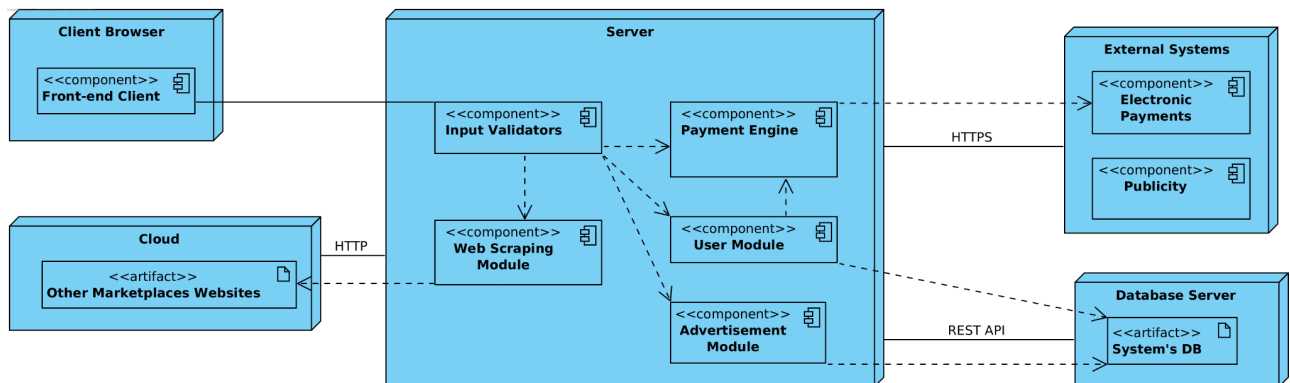 Client Browser
<<component>>
Front-end Client
Server
<<component>>
Input Validators
<<component>>
Payment Engine
<<component>>
Web Scraping
Module
<<component>>
User Module
<<component>>
Advertisement
Module
HTTPS
External Systems
<<component>>
Electronic
Payments
<<component>>
Publicity
Cloud
<<artifact>>
Other Marketplaces Websites
HTTP
REST API
Database Server
<<artifact>>
System's DB